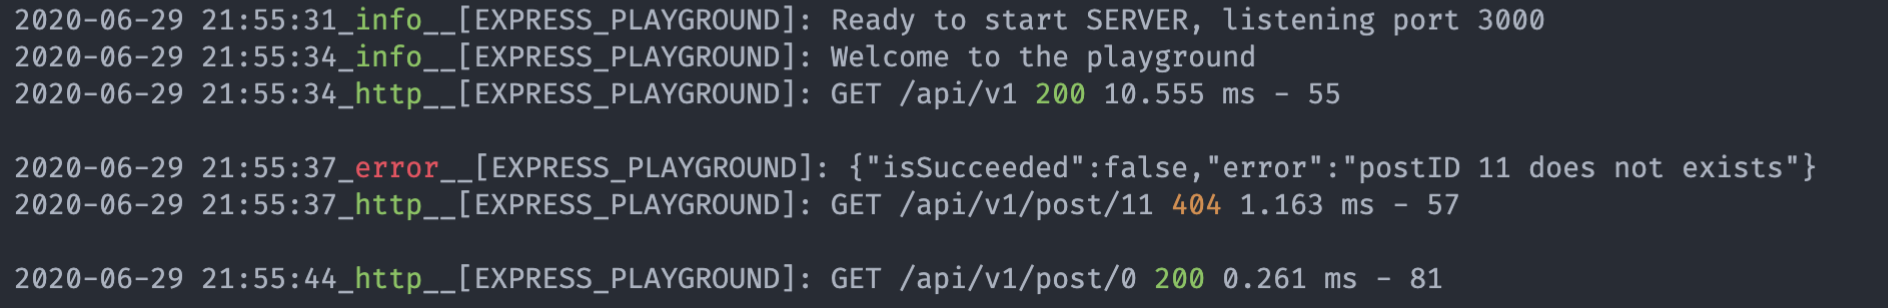 2020-06-29 21:55:31_info__[EXPRESS_PLAYGROUND]: Ready to start SERVER, listening port 3000
2020-06-29 21:55:34_info__[EXPRESS_PLAYGROUND]: Welcome to the playground
2020-06-29 21:55:34_http__[EXPRESS_PLAYGROUND]: GET /api/v1 200 10.555 ms - 55
2020-06-29 21:55:37_error__[EXPRESS_PLAYGROUND]: {"isSucceeded":false,"error":"postID 11 does not exists"}
2020-06-29 21:55:37_http__[EXPRESS_PLAYGROUND]: GET /api/v1/post/11 404 1.163 ms - 57
2020-06-29 21:55:44_http__[EXPRESS_PLAYGROUND]: GET /api/v1/post/0 200 0.261 ms - 81